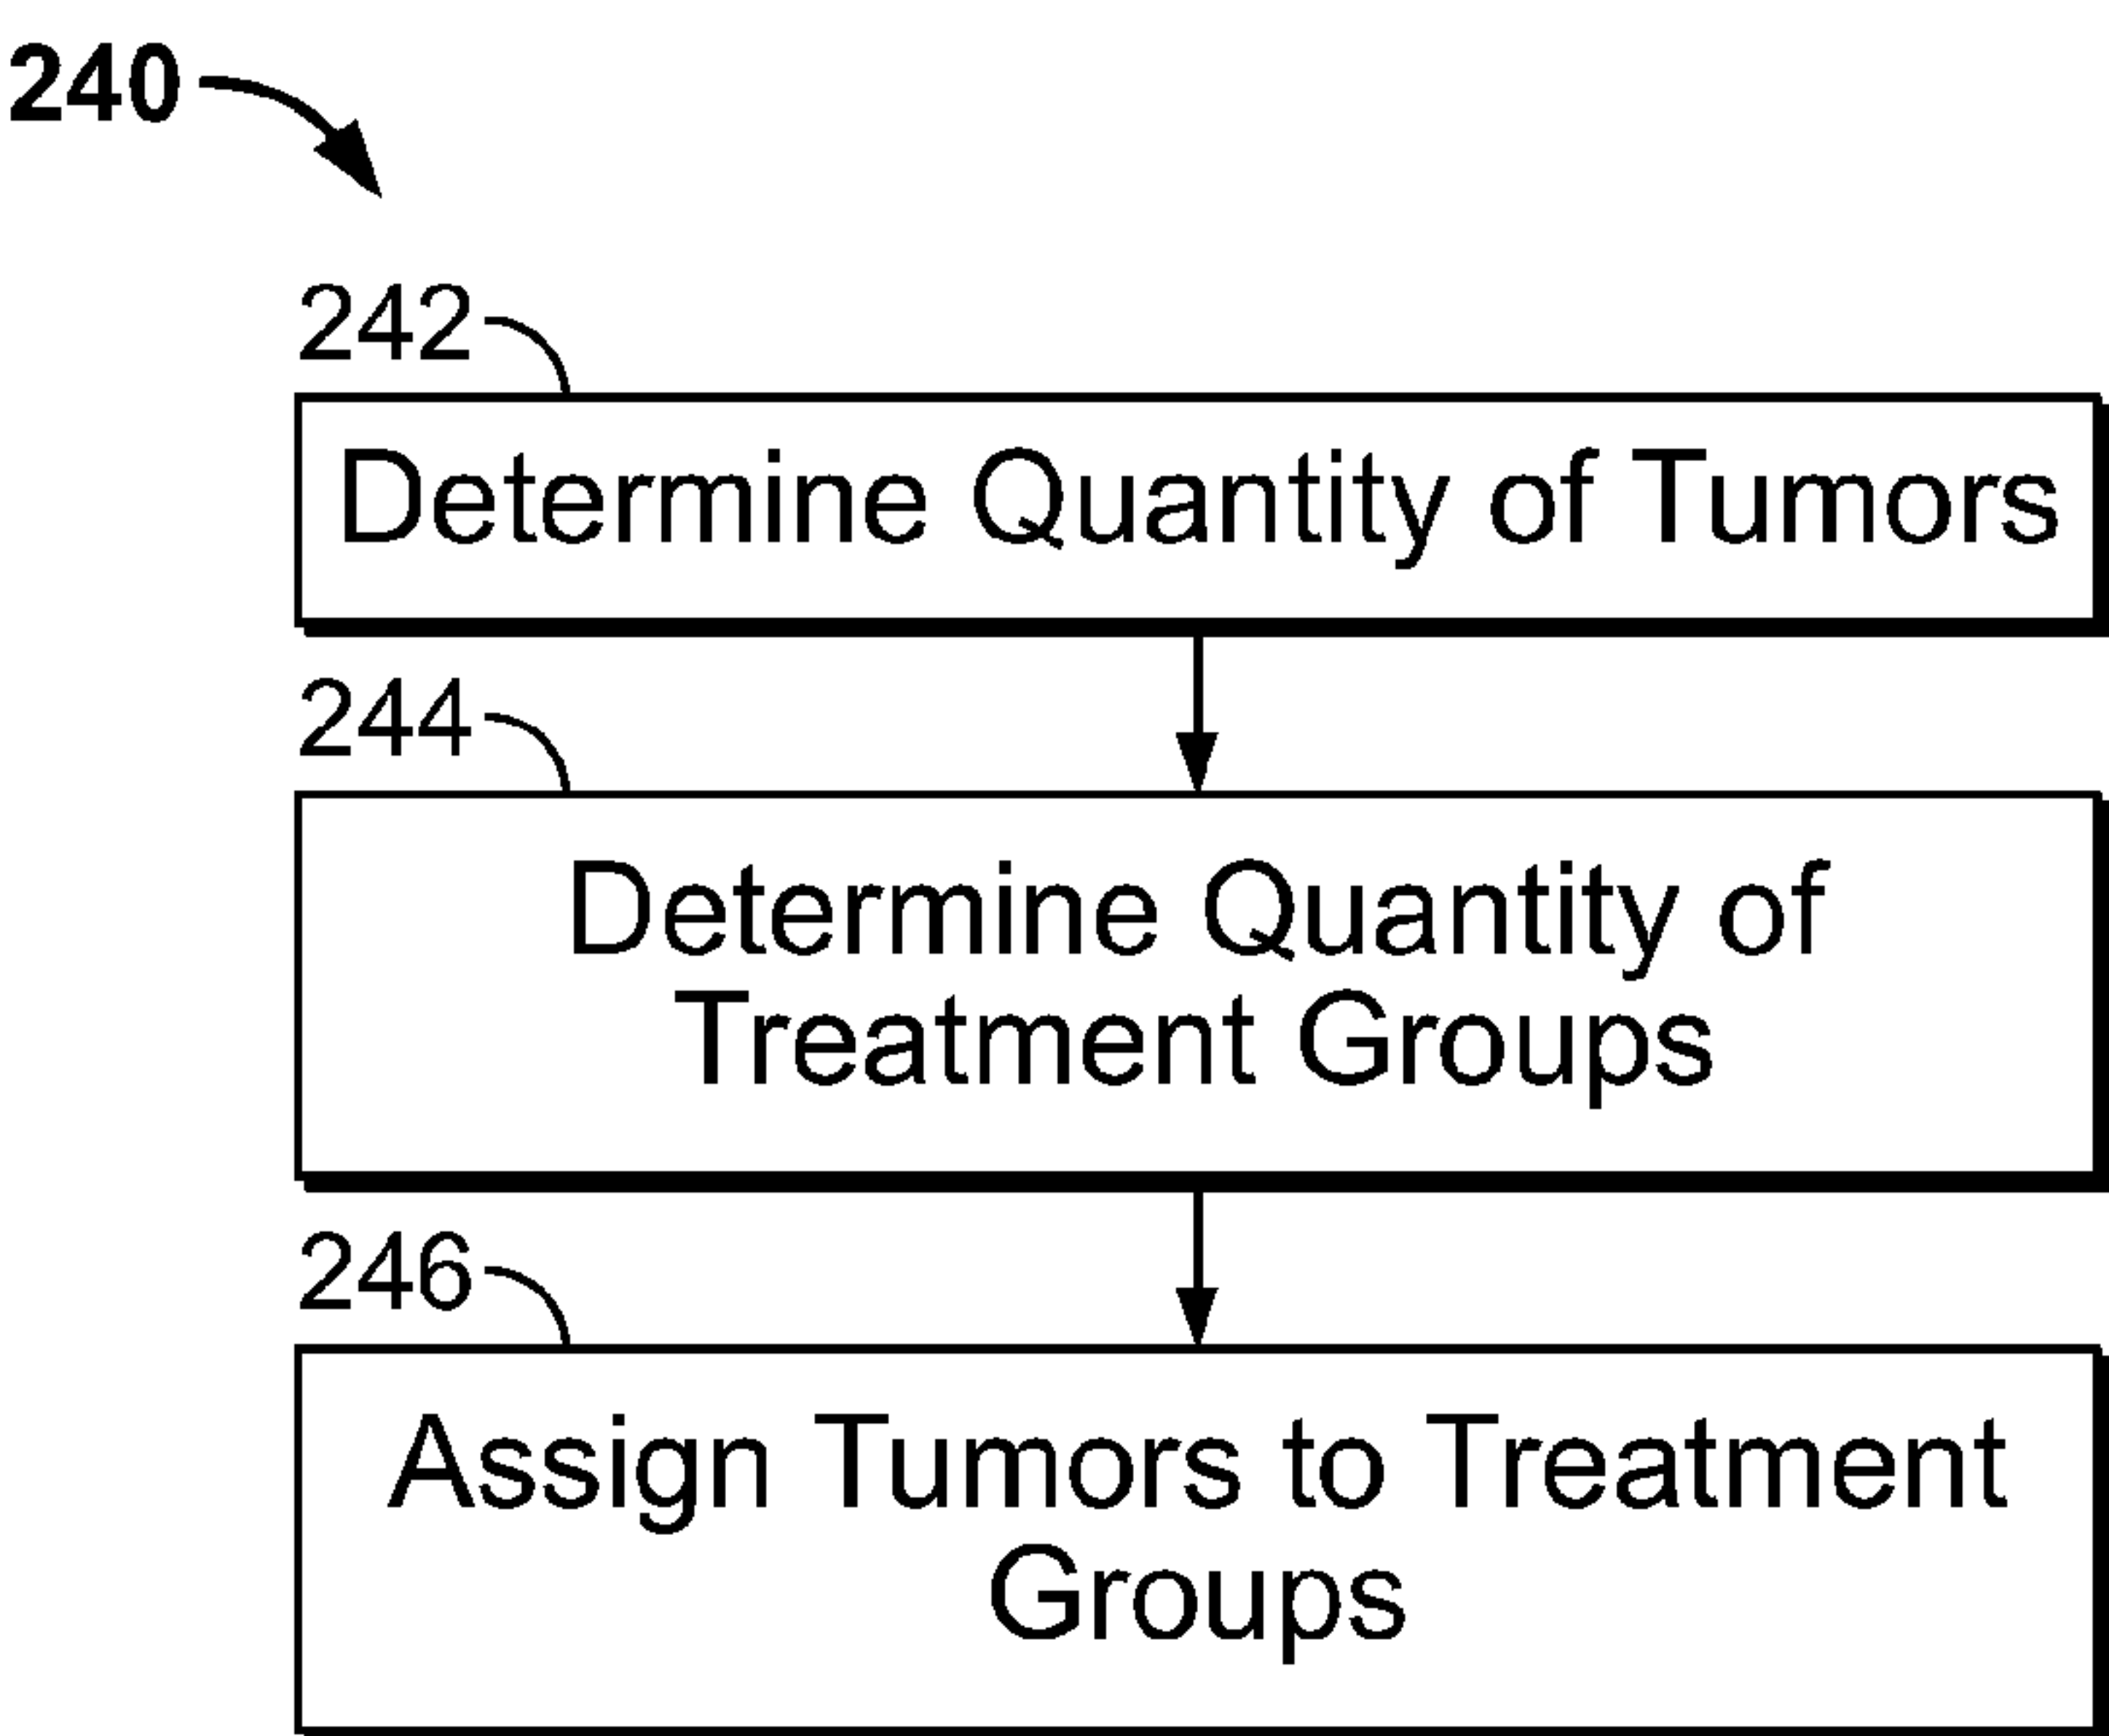 240
242
Determine Quantity of Tumors
244
Determine Quantity of
Treatment Groups
246
Assign Tumors to Treatment
Groups